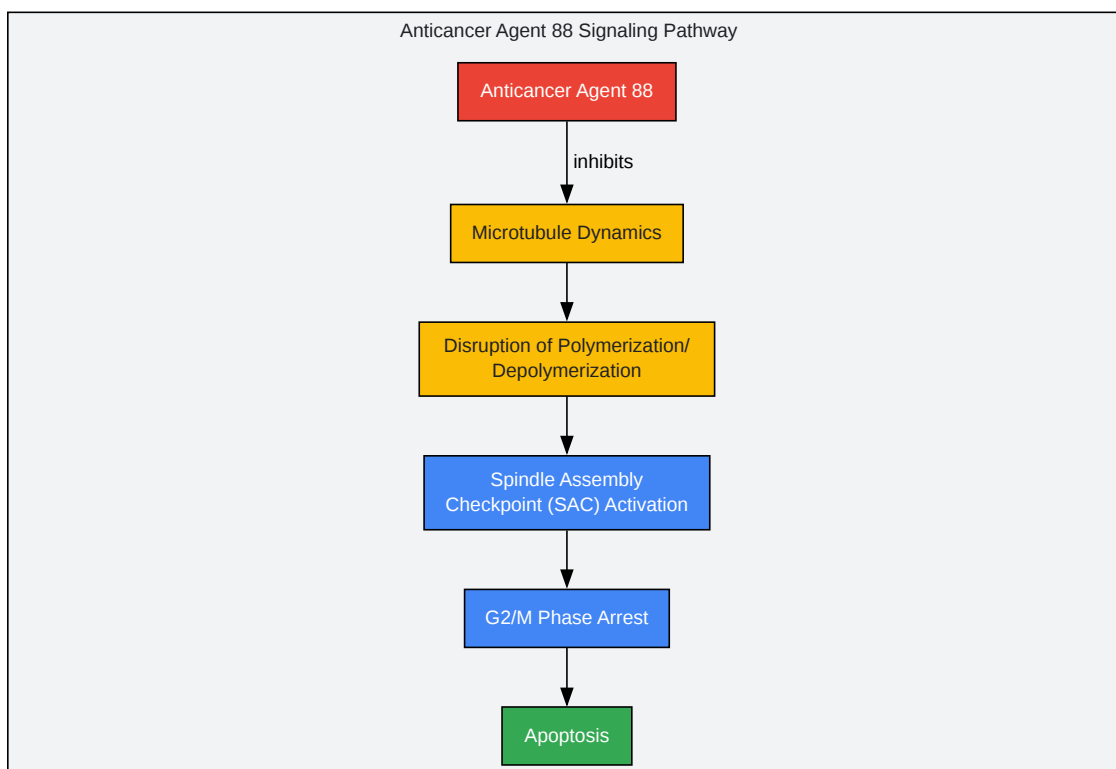 Anticancer Agent 88 Signaling Pathway
Anticancer Agent 88
inhibits
Microtubule Dynamics
Disruption of Polymerization/
Depolymerization
Spindle Assembly
Checkpoint (SAC) Activation
G2/M Phase Arrest
Apoptosis